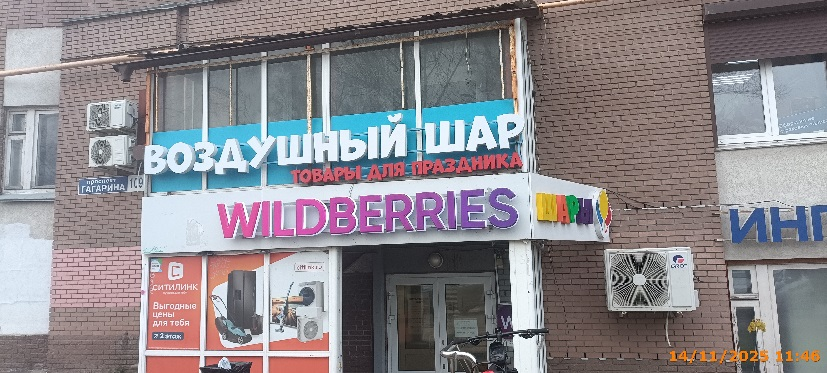 ВОЗДУШНЫЙ ШАР
ТОВАРЫ ДЛЯ ПРАЗДНИКА
проспект
ГАГАРИНА 109
WILDBERRIES
ШАРЫ
ИНГ
СИТИЛИНК
Выгодные
цены
для тебя
2 этаж
W
14/11/2025 11:46